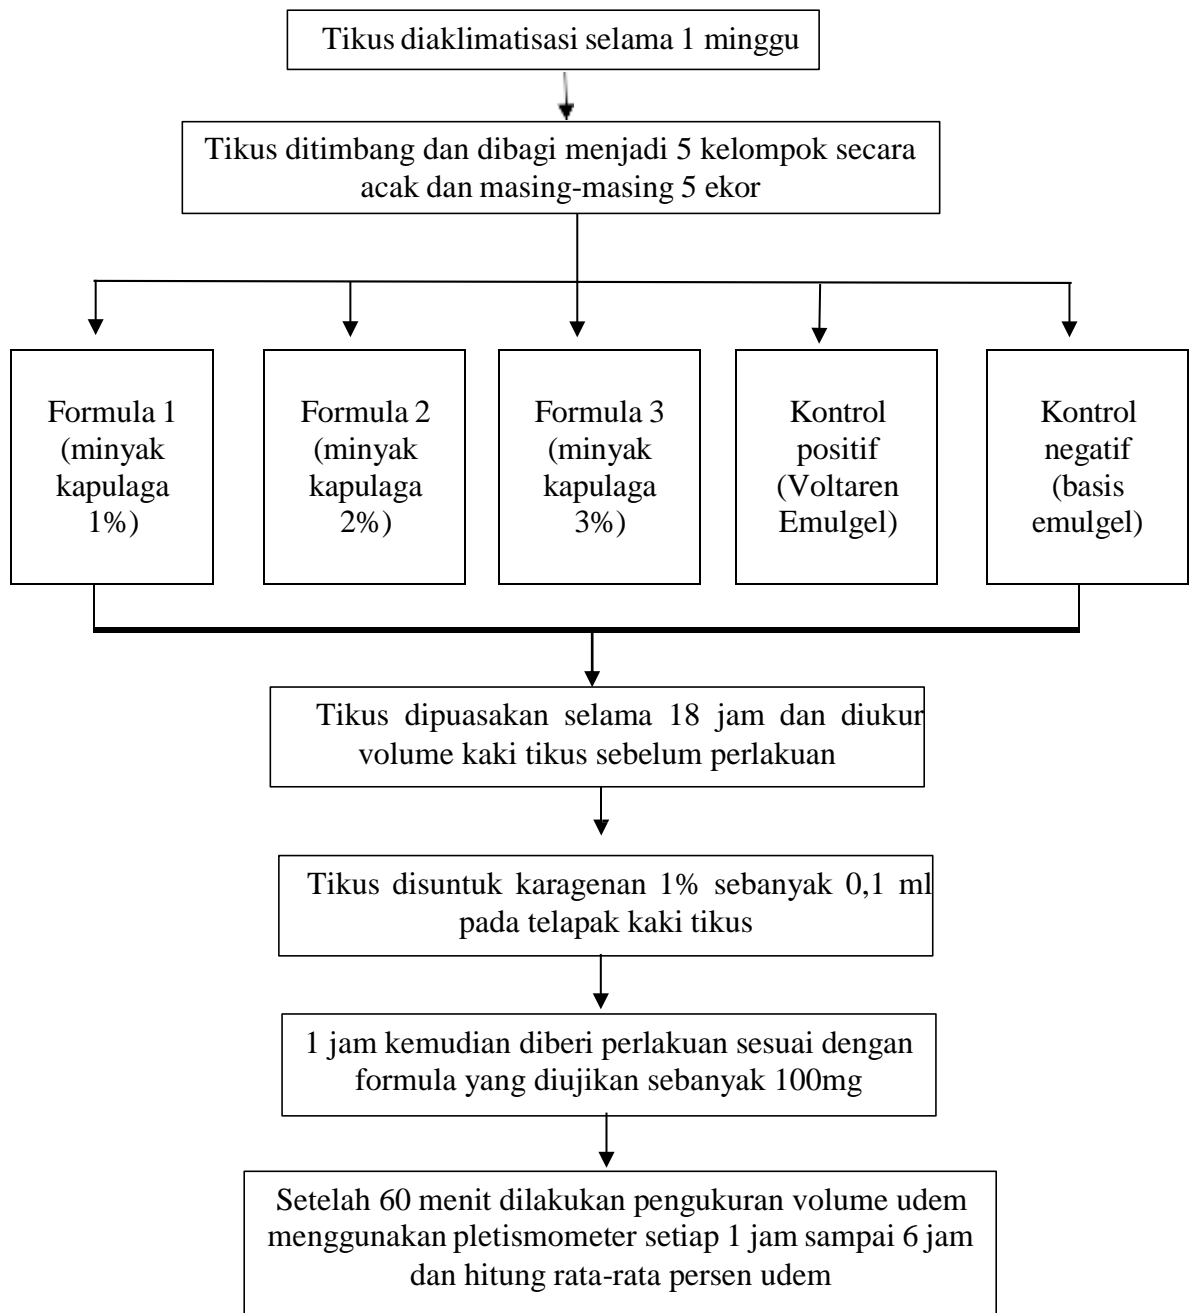 Tikus diaklimatisasi selama 1 minggu
Tikus ditimbang dan dibagi menjadi 5 kelompok secara
acak dan masing-masing 5 ekor
Formula 1
(minyak
kapulaga
1%)
Formula 2
(minyak
kapulaga
2%)
Formula 3
(minyak
kapulaga
3%)
Kontrol
positif
(Voltaren
Emulgel)
Kontrol
negatif
(basis
emulgel)
Tikus dipuasakan selama 18 jam dan diukur
volume kaki tikus sebelum perlakuan
Tikus disuntuk karagenan 1% sebanyak 0,1 ml
pada telapak kaki tikus
1 jam kemudian diberi perlakuan sesuai dengan
formula yang diujikan sebanyak 100mg
Setelah 60 menit dilakukan pengukuran volume udem
menggunakan pletismometer setiap 1 jam sampai 6 jam
dan hitung rata-rata persen udem